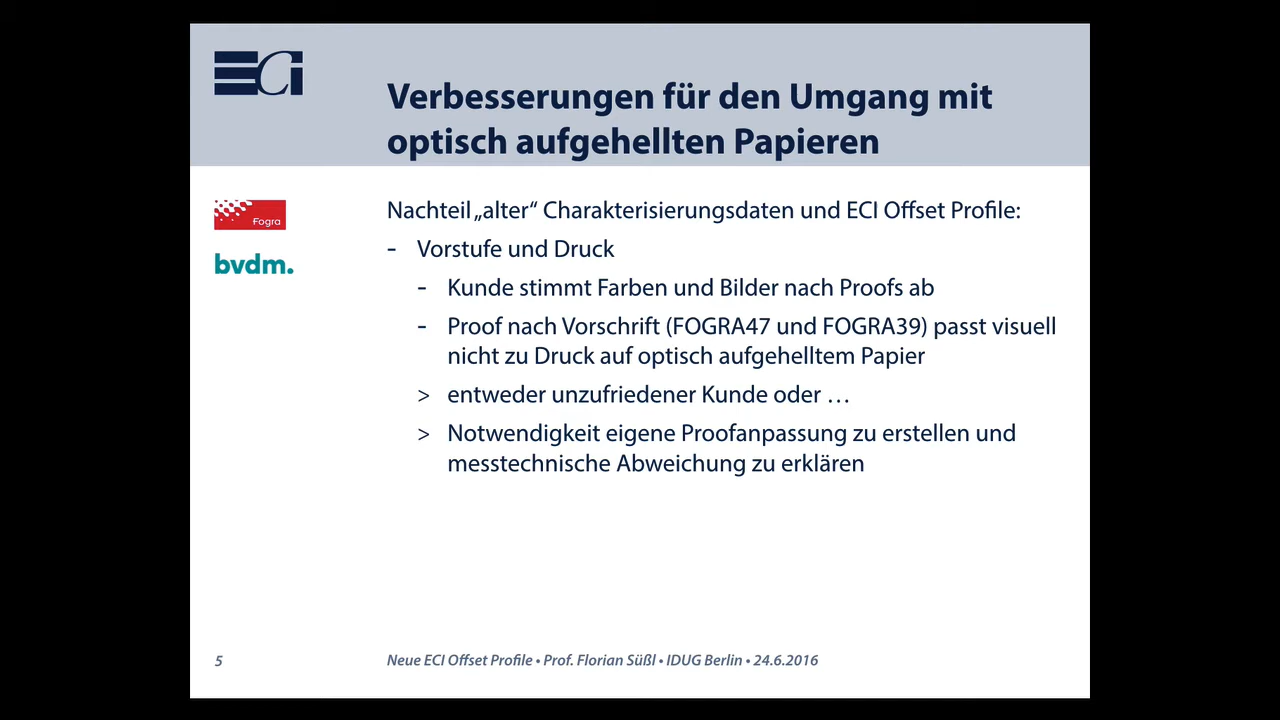 ECI
Verbesserungen für den Umgang mit
optisch aufgehellten Papieren
Fogra
bvdm.
Nachteil „alter“ Charakterisierungsdaten und ECI Offset Profile:
- Vorstufe und Druck
- Kunde stimmt Farben und Bilder nach Proofs ab
- Proof nach Vorschrift (FOGRA47 und FOGRA39) passt visuell
nicht zu Druck auf optisch aufgehelltem Papier
> entweder unzufriedener Kunde oder …
> Notwendigkeit eigene Proofanpassung zu erstellen und
messtechnische Abweichung zu erklären
5
Neue ECI Offset Profile • Prof. Florian Süßl • IDUG Berlin • 24.6.2016